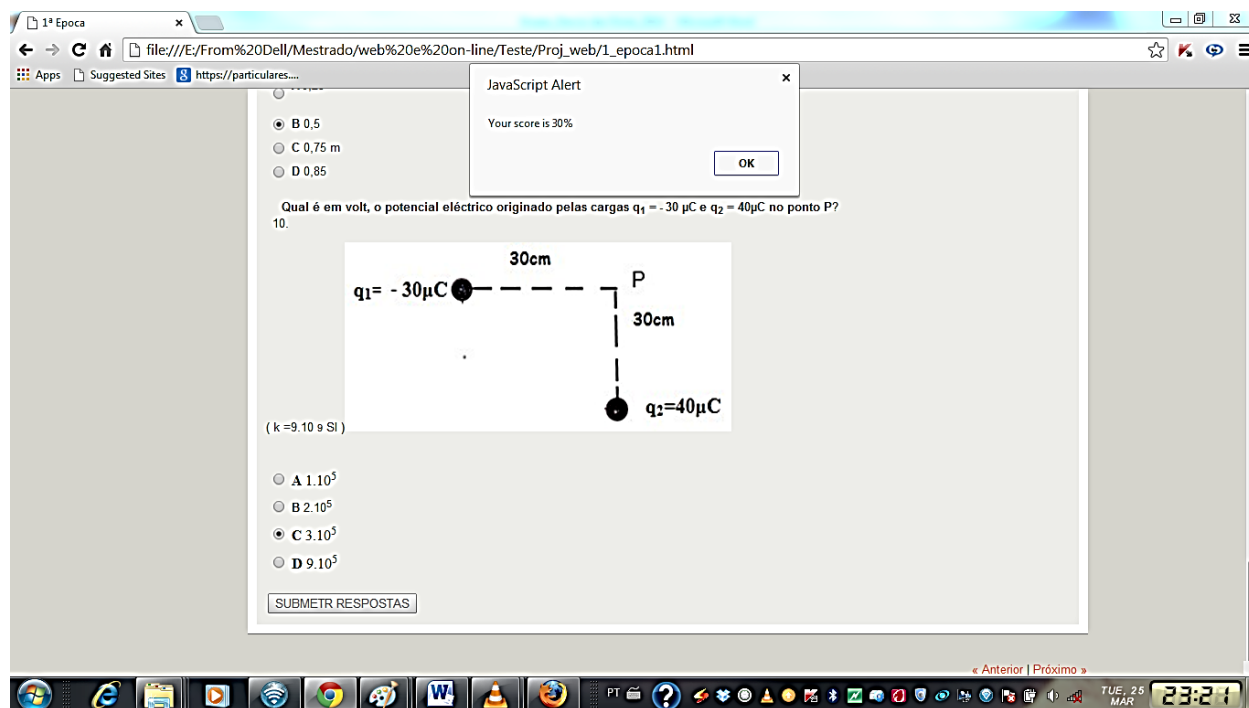 1ª Epoca
file:///E:/From%20Dell/Mestrado/web%20e%20on-line/Teste/Proj_web/1_epoca1.html
Apps Suggested Sites 8 https://particulares....
JavaScript Alert
Your score is 30%
OK
B 0,5
C 0,75 m
D 0,85
Qual é em volt, o potencial eléctrico originado pelas cargas q₁ = - 30 μC e q₂ = 40μC no ponto P?
10.
30cm
P
q₁= - 30μC
30cm
q₂=40μC
( k =9.10 9 SI )
A 1.10⁵
B 2.10⁵
C 3.10⁵
D 9.10⁵
SUBMETR RESPOSTAS
« Anterior | Próximo »
PT
TUE, 25
MAR
23:21